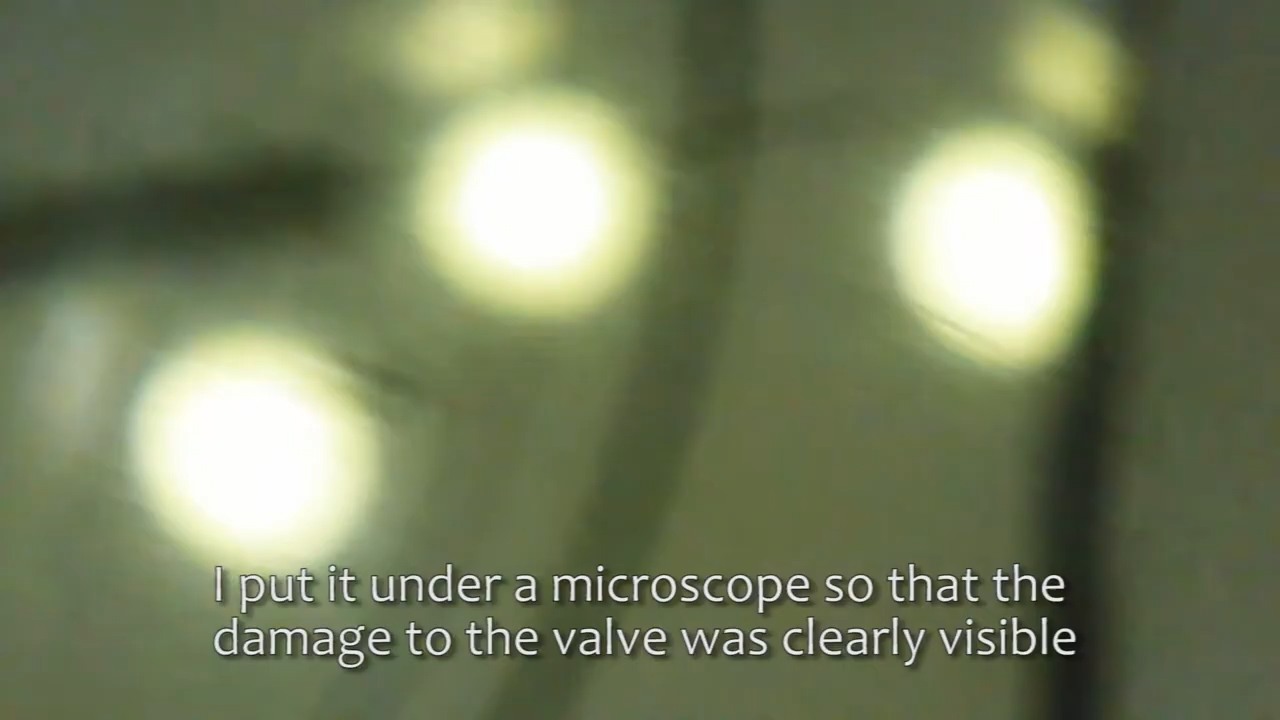 I put it under a microscope so that the
damage to the valve was clearly visible